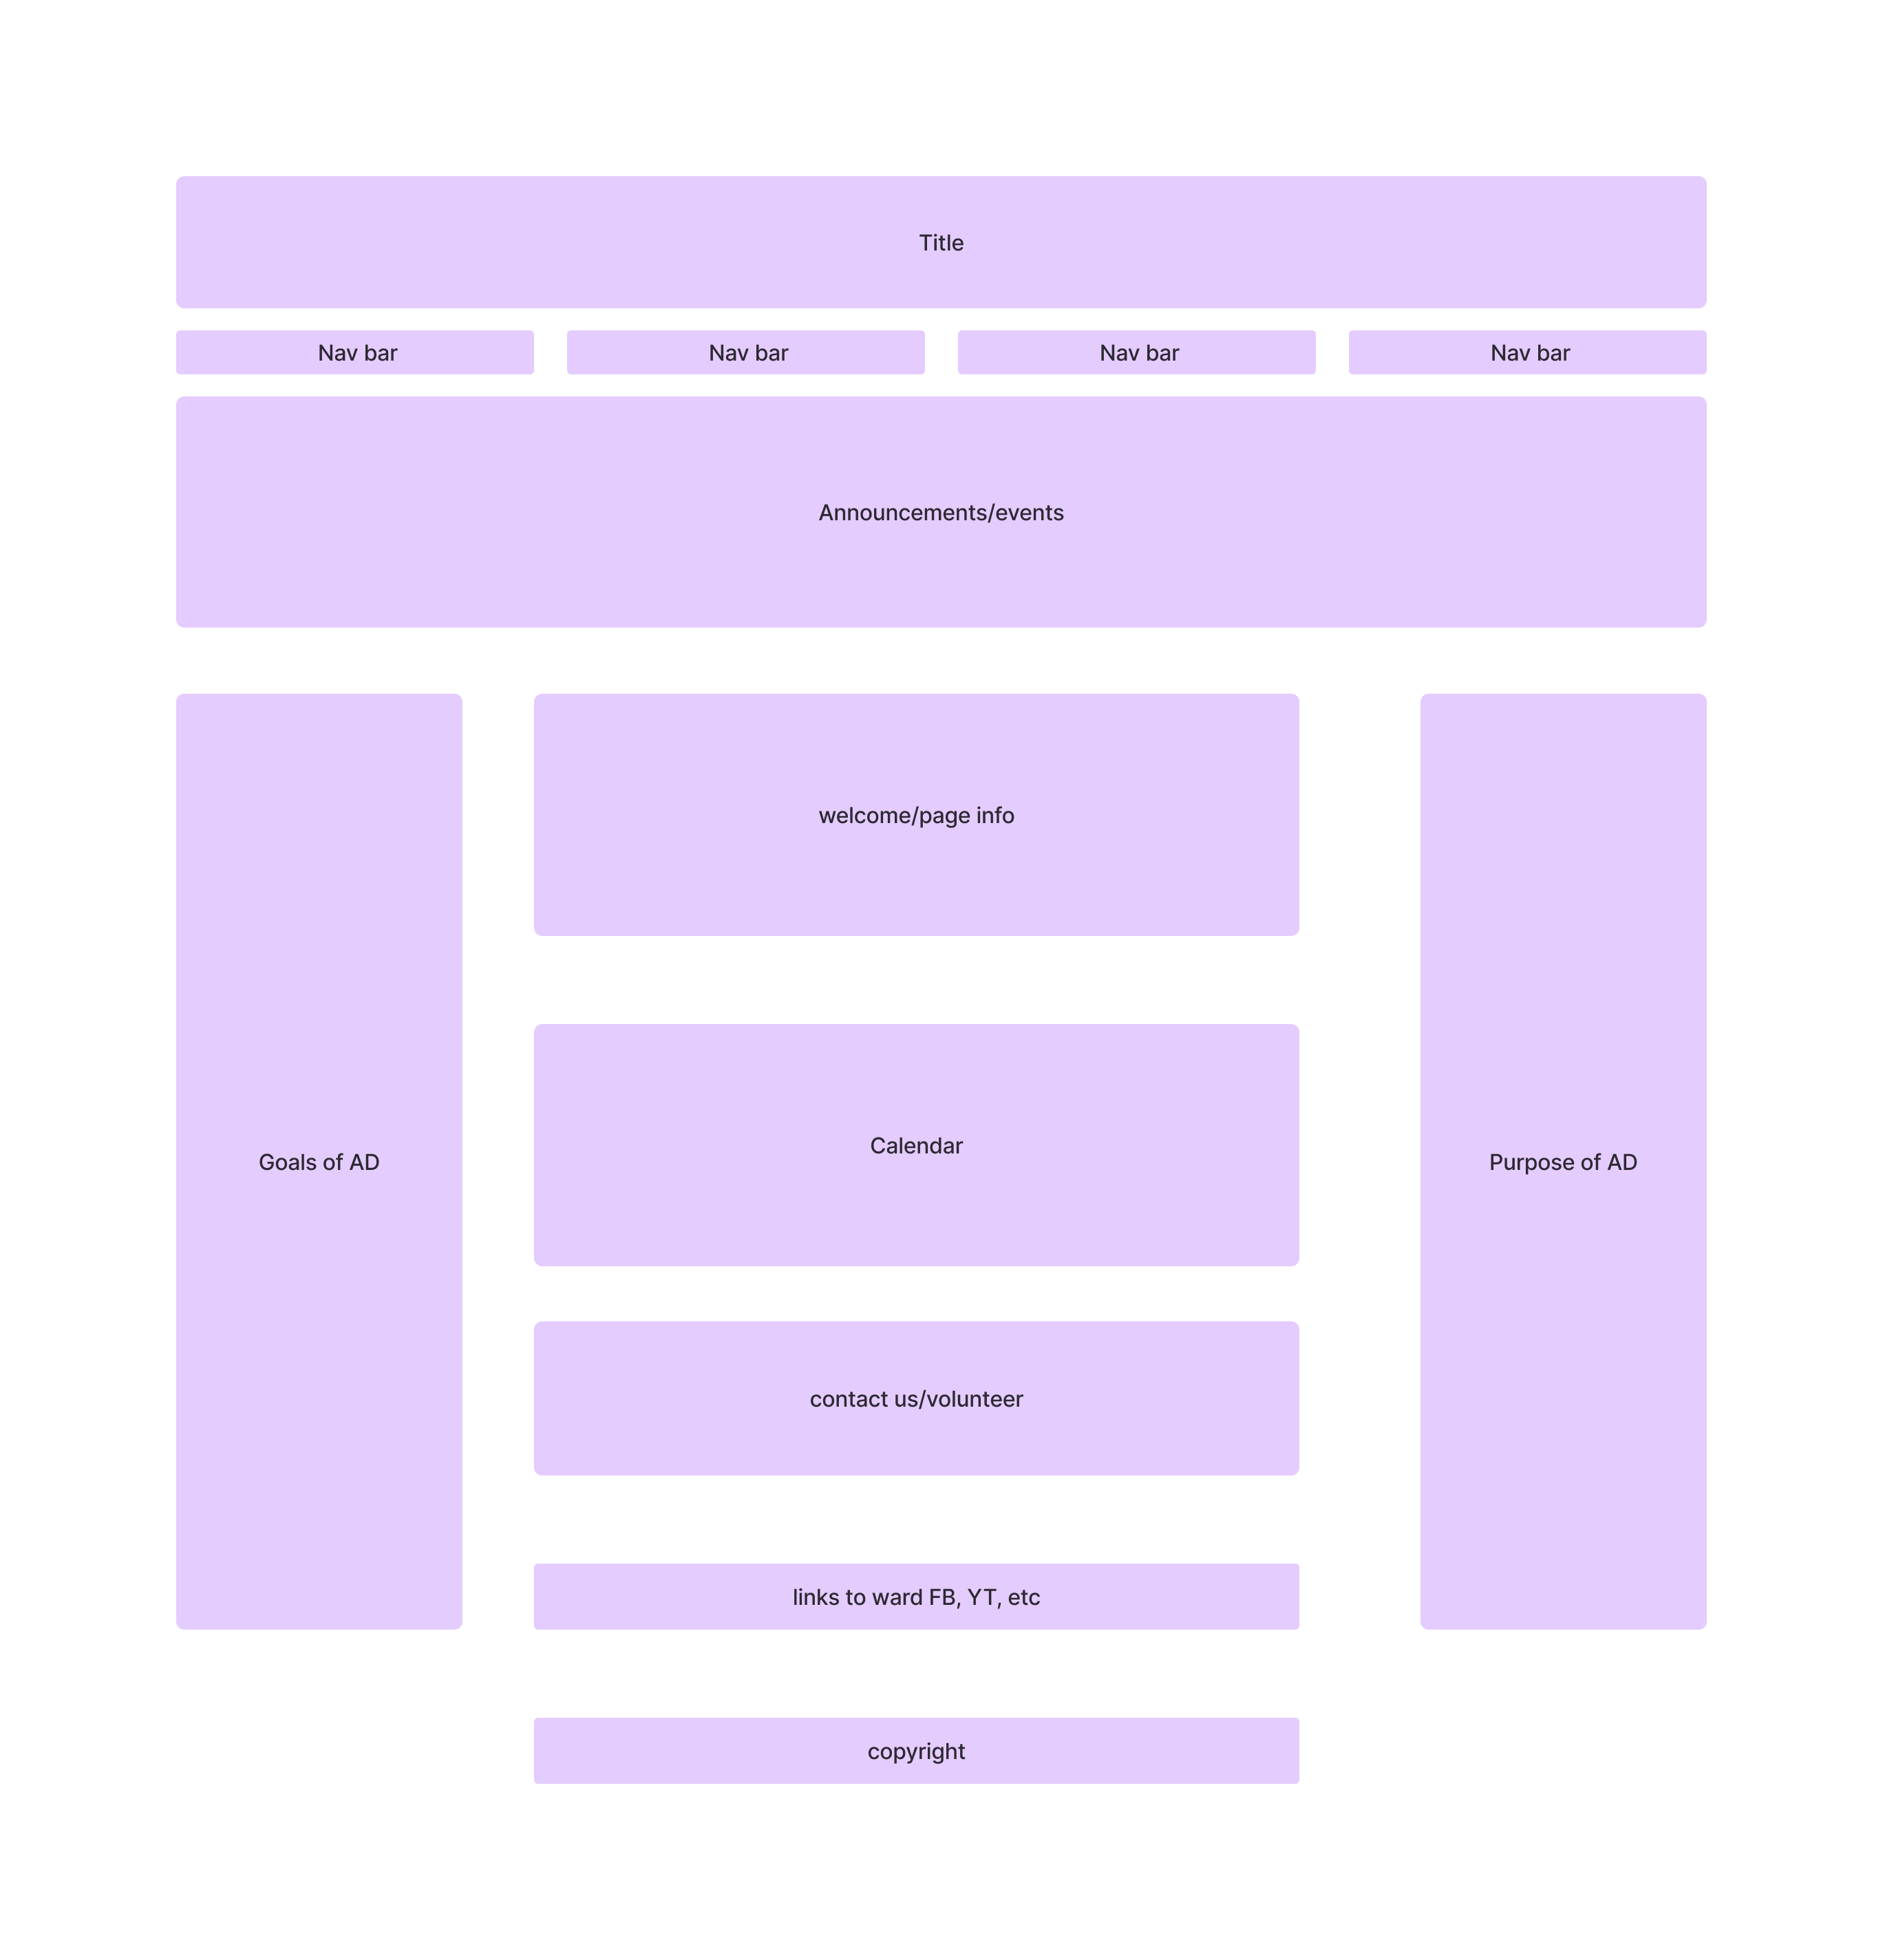 Title
Nav bar
Nav bar
Nav bar
Nav bar
Announcements/events
Goals of AD
welcome/page info
Calendar
contact us/volunteer
links to ward FB, YT, etc
Purpose of AD
copyright